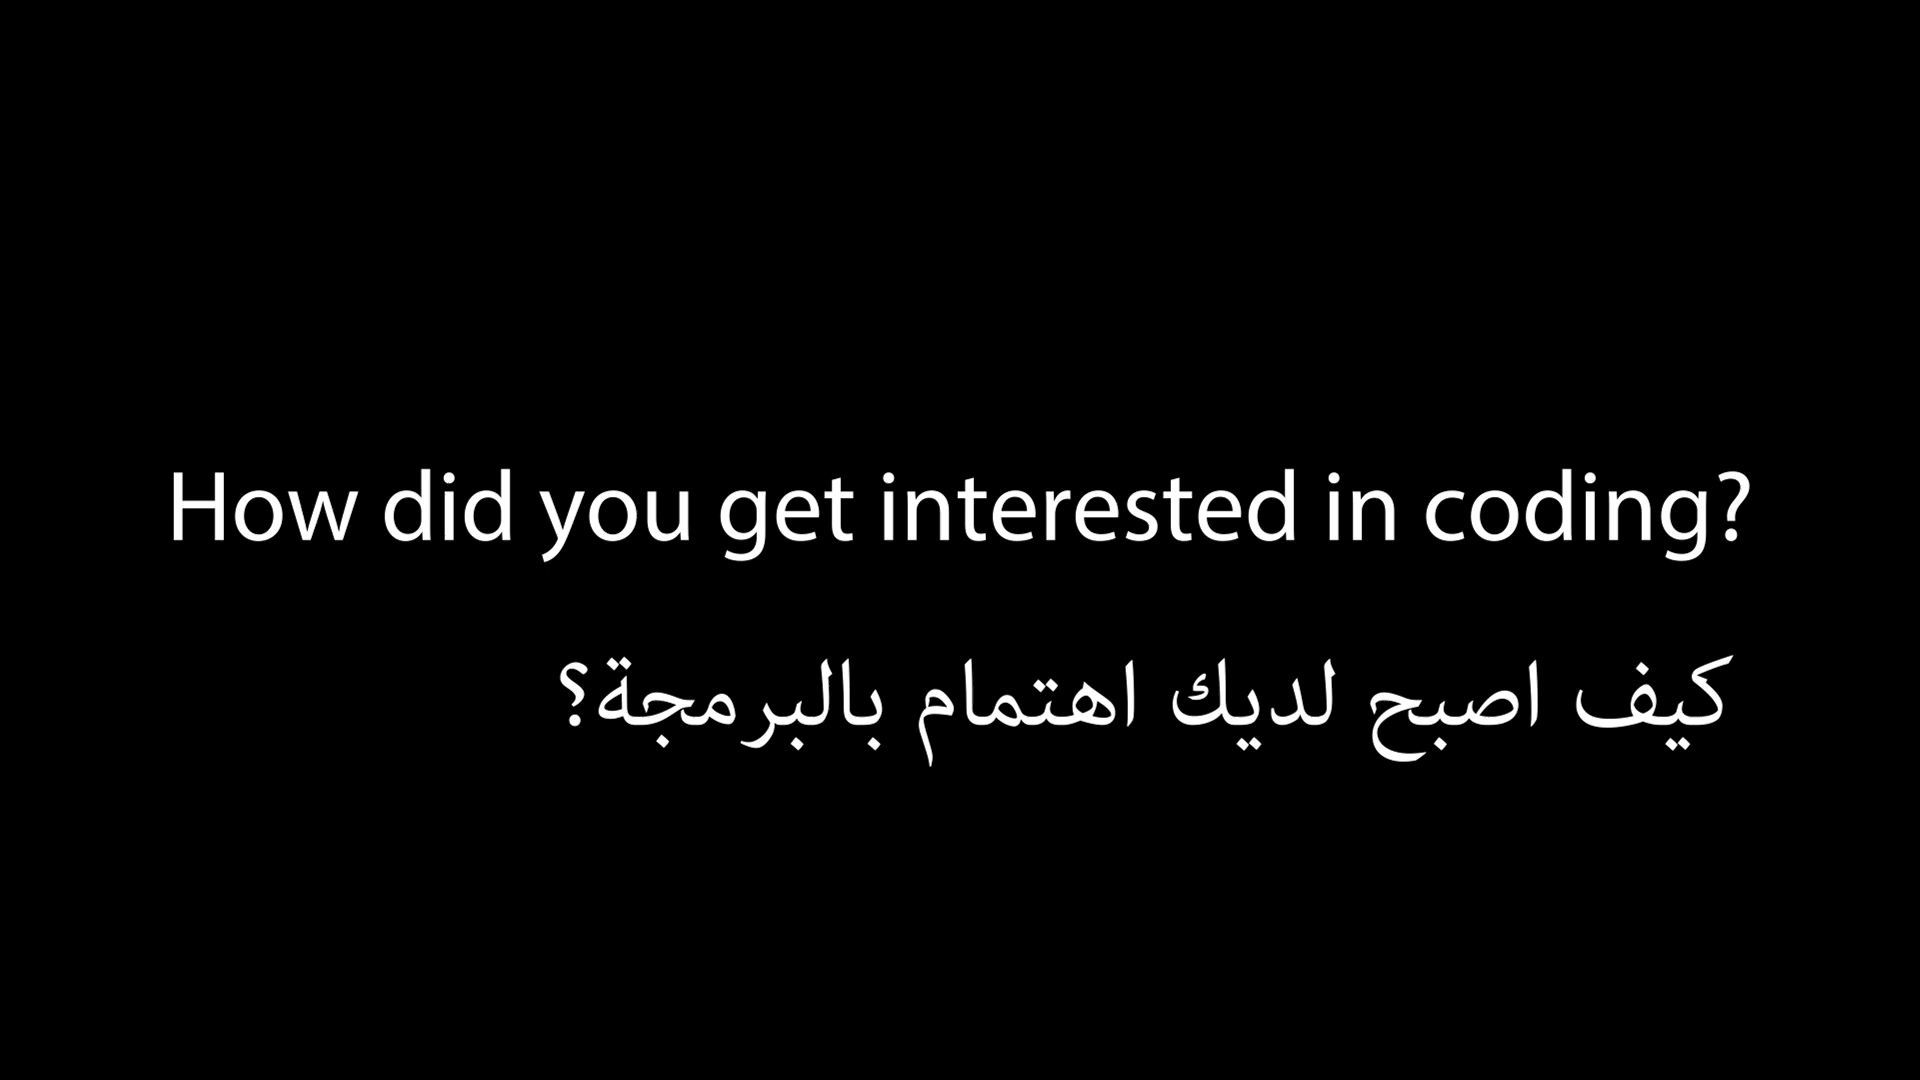 How did you get interested in coding?
كيف اصبح لديك اهتمام بالبرمجة؟